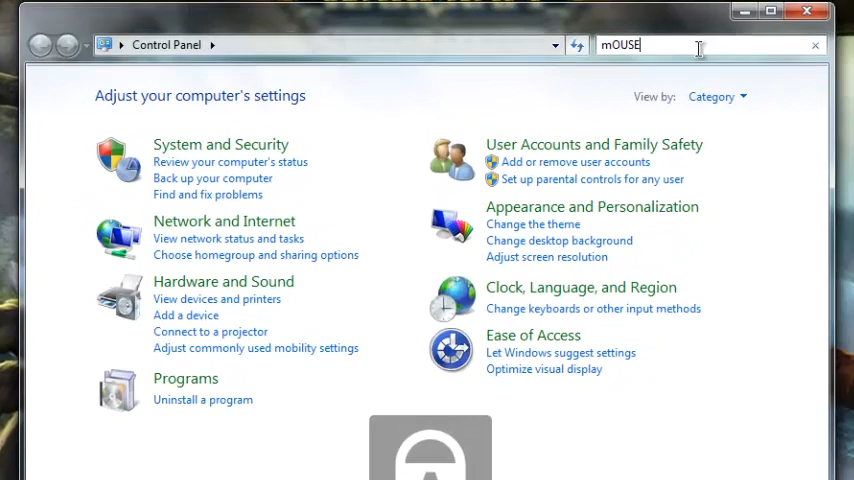 Control Panel
mOUSE
Adjust your computer's settings
View by: Category
System and Security
Review your computer's status
Back up your computer
Find and fix problems
Network and Internet
View network status and tasks
Choose homegroup and sharing options
Hardware and Sound
View devices and printers
Add a device
Connect to a projector
Adjust commonly used mobility settings
Programs
Uninstall a program
User Accounts and Family Safety
Add or remove user accounts
Set up parental controls for any user
Appearance and Personalization
Change the theme
Change desktop background
Adjust screen resolution
Clock, Language, and Region
Change keyboards or other input methods
Ease of Access
Let Windows suggest settings
Optimize visual display